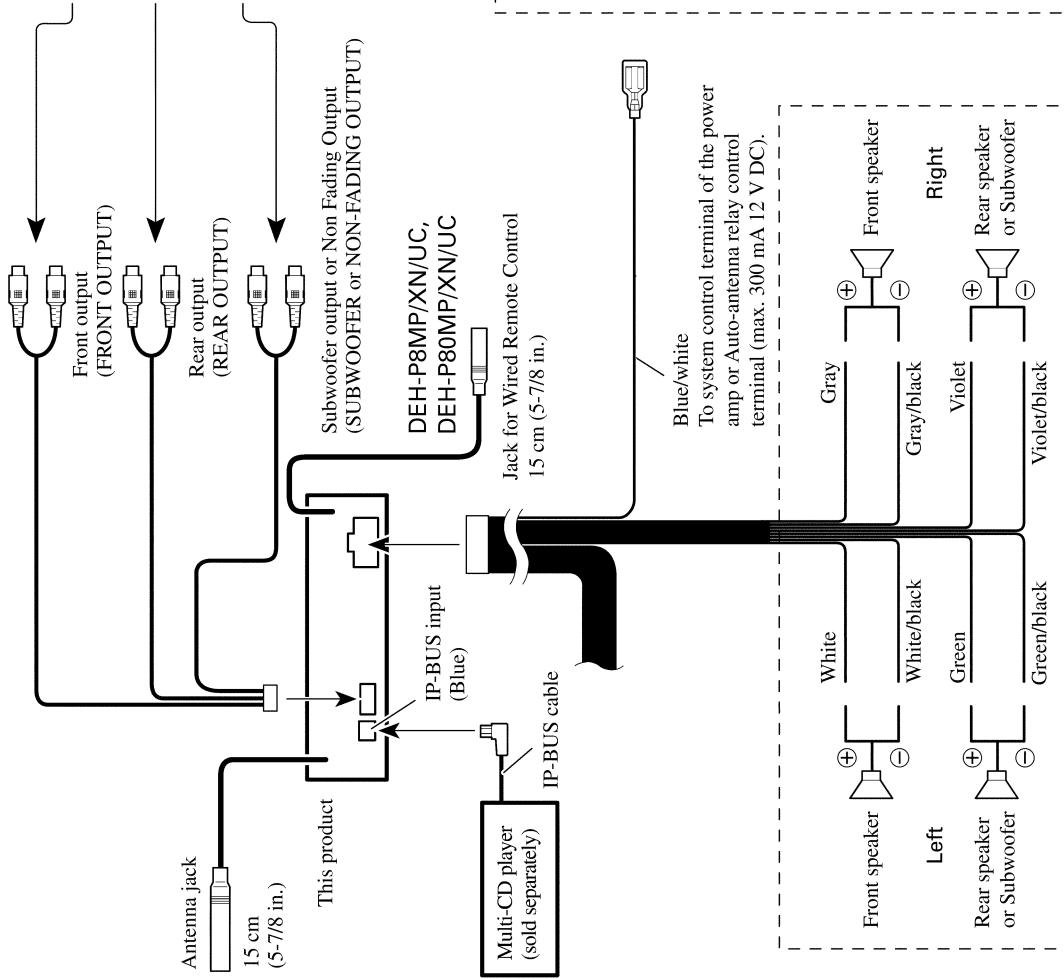 Front output
(FRONT OUTPUT)
Rear output
(REAR OUTPUT)
Subwoofer output or Non Fading Output
(SUBWOOFER or NON-FADING OUTPUT)
DEH-P8MP/XN/UC,
DEH-P80MP/XN/UC
Jack for Wired Remote Control
15 cm (5-7/8 in.)
Antenna jack
15 cm
(5-7/8 in.)
This product
IP-BUS input
(Blue)
IP-BUS cable
Multi-CD player
(sold separately)
Blue/white
To system control terminal of the power
amp or Auto-antenna relay control
terminal (max. 300 mA 12 V DC).
Left
Front speaker
+
−
White
White/black
Rear speaker
or Subwoofer
+
−
Green
Green/black
Right
Gray
Gray/black
+
−
Front speaker
Violet
Violet/black
+
−
Rear speaker
or Subwoofer